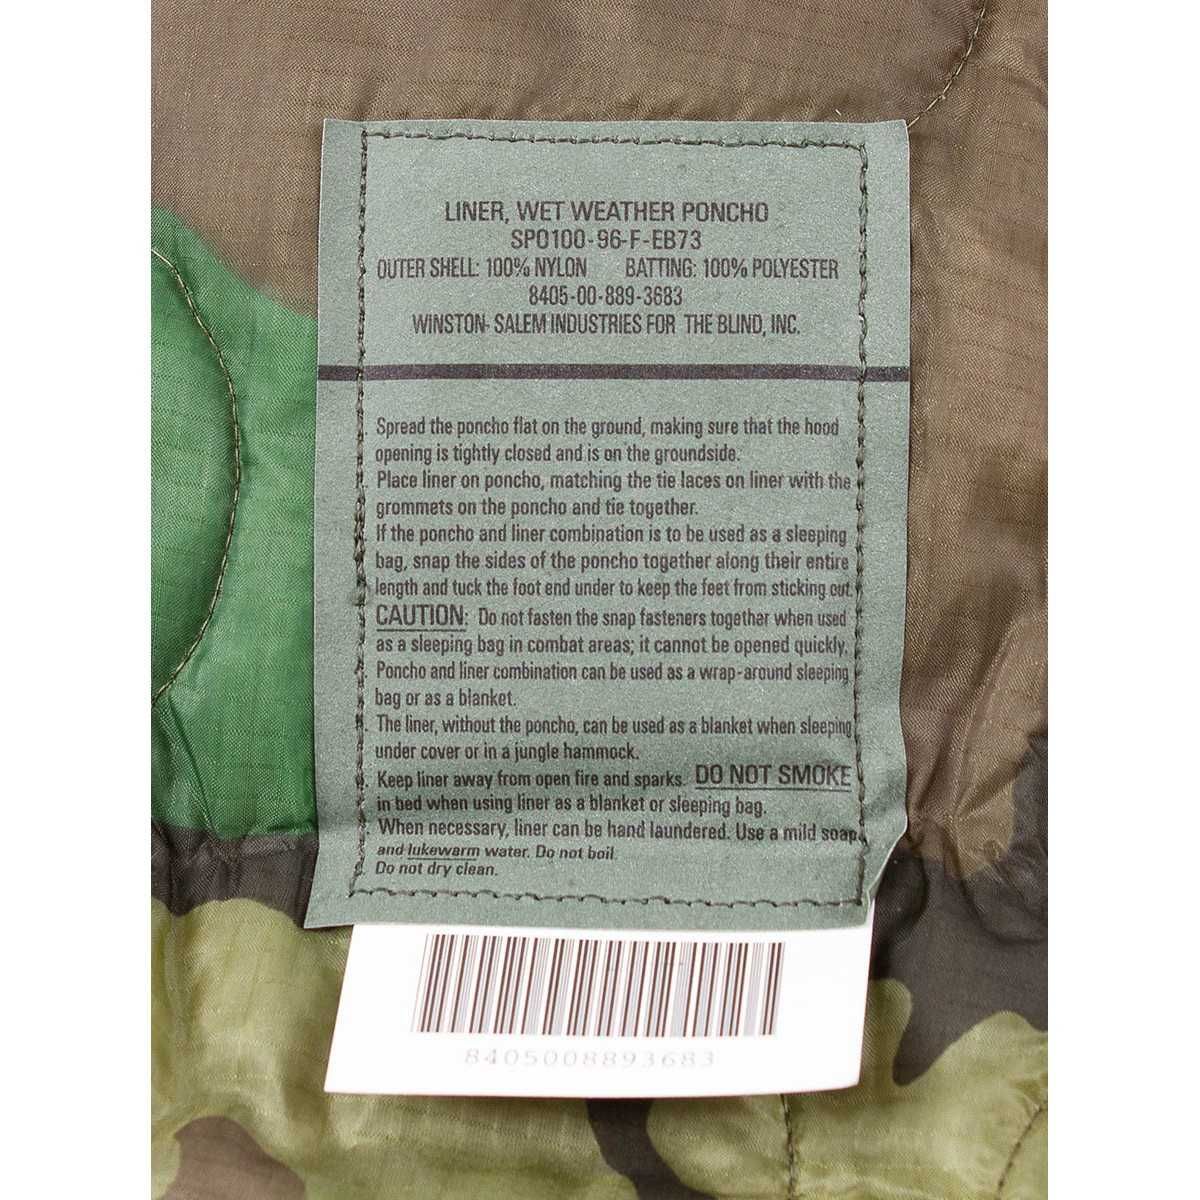 LINER, WET WEATHER PONCHO
SPO100-96-F-EB73
OUTER SHELL: 100% NYLON BATTING: 100% POLYESTER
8405-00-889-3683
WINSTON- SALEM INDUSTRIES FOR THE BLIND, INC.
. Spread the poncho flat on the ground, making sure that the hood
opening is tightly closed and is on the groundside.
. Place liner on poncho, matching the tie laces on liner with the
grommets on the poncho and tie together.
. If the poncho and liner combination is to be used as a sleeping
bag, snap the sides of the poncho together along their entire
length and tuck the foot end under to keep the feet from sticking out.
CAUTION: Do not fasten the snap fasteners together when used
as a sleeping bag in combat areas; it cannot be opened quickly.
. Poncho and liner combination can be used as a wrap-around sleeping
bag or as a blanket.
. The liner, without the poncho, can be used as a blanket when sleeping
under cover or in a jungle hammock.
. Keep liner away from open fire and sparks. DO NOT SMOKE
in bed when using liner as a blanket or sleeping bag.
. When necessary, liner can be hand laundered. Use a mild soap
and lukewarm water. Do not boil.
Do not dry clean.
8405008893683